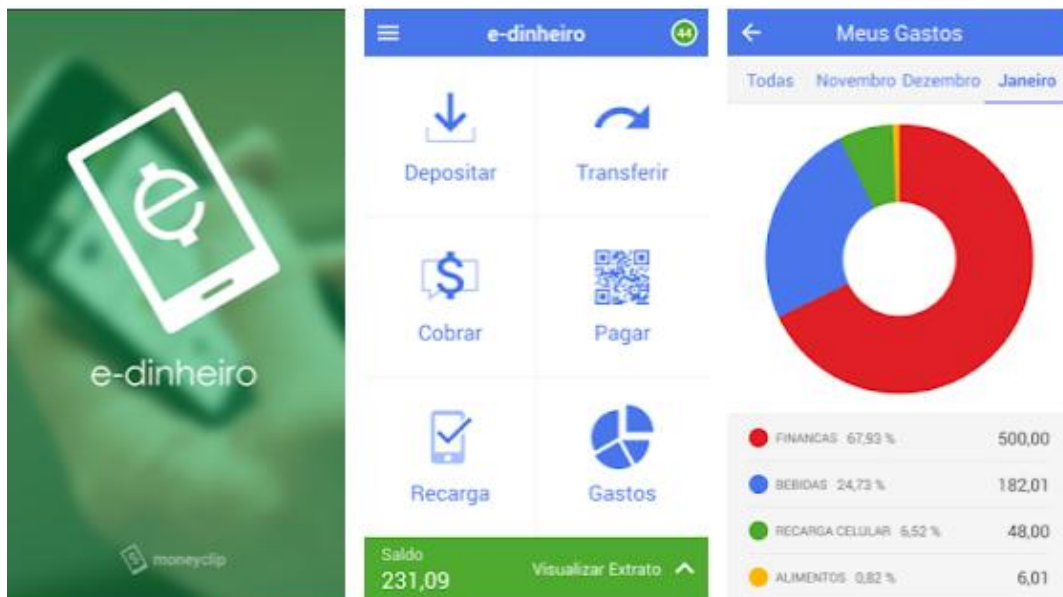 e-dinheiro
moneyclip
e-dinheiro
44
Depositar
Transferir
Cobrar
Pagar
Recarga
Gastos
Saldo
231,09
Visualizar Extrato
Meus Gastos
Todas Novembro Dezembro Janeiro
FINANCAS 67,93 % 500,00
BEBIDAS 24,73 % 182,01
RECARGA CELULAR 6,52 % 48,00
ALIMENTOS 0,82 % 6,01